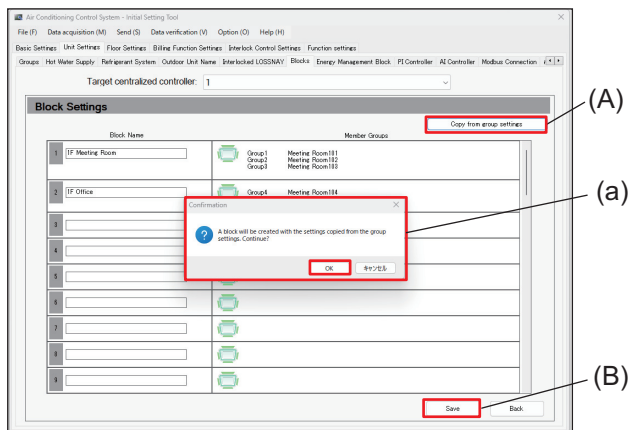 Air Conditioning Control System - Initial Setting Tool
File (F) Data acquisition (M) Send (S) Data verification (V) Option (O) Help (H)
Basic Settings Unit Settings Floor Settings Billing Function Settings Interlock Control Settings Function settings
Groups Hot Water Supply Refrigerant System Outdoor Unit Name Interlocked LOSSNAY Blocks Energy Management Block PI Controller AI Controller Modbus Connection
Target centralized controller: 1
Block Settings
Copy from group settings
(A)
Block Name Member Groups
1 1F Meeting Room Group1 Meeting Room101
Group2 Meeting Room102
Group3 Meeting Room103
2 1F Office Group4 Meeting Room104
(a)
Confirmation
3
A block will be created with the settings copied from the group
settings. Continue?
4
OK キャンセル
5
6
7
8
9
(B)
Save Back